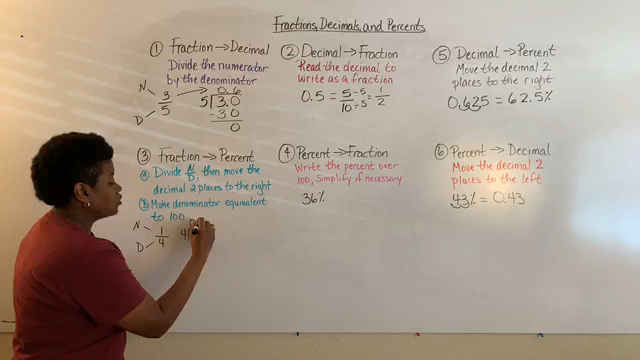 Fractions, Decimals, and Percents
① Fraction → Decimal
Divide the numerator
by the denominator
N
D
3/5
0.6
5 3.0
-30
0
② Decimal → Fraction
Read the decimal to
write as a fraction
0.5 = 5/10 ÷5/÷5 = 1/2
⑤ Decimal → Percent
Move the decimal 2
places to the right
0.625 = 62.5%
③ Fraction → Percent
ⓐ Divide N/D, then move the
decimal 2 places to the right
ⓑ Make denominator equivalent
to 100
N
D
1/4
4
④ Percent → Fraction
Write the percent over
100, Simplify if necessary
36%
⑥ Percent → Decimal
Move the decimal 2
places to the left
43% = 0.43